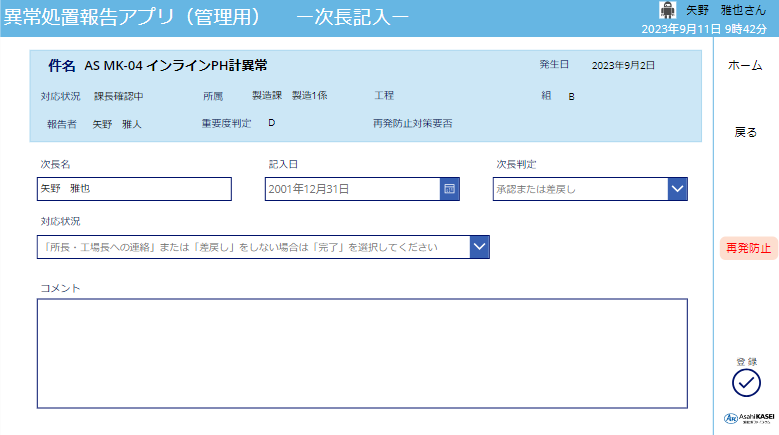 異常処置報告アプリ（管理用）　－次長記入－
矢野　雅也さん
2023年9月11日 9時42分
件名 AS MK-04 インラインPH計異常
発生日 2023年9月2日
対応状況 課長確認中 所属 製造課　製造1係 工程 組 B
報告者 矢野　雅人 重要度判定 D 再発防止対策要否
次長名 記入日 次長判定
矢野　雅也 2001年12月31日 承認または差戻し
対応状況
「所長・工場長への連絡」または「差戻し」をしない場合は「完了」を選択してください
コメント
ホーム
戻る
再発防止
登録
AsahiKASEI